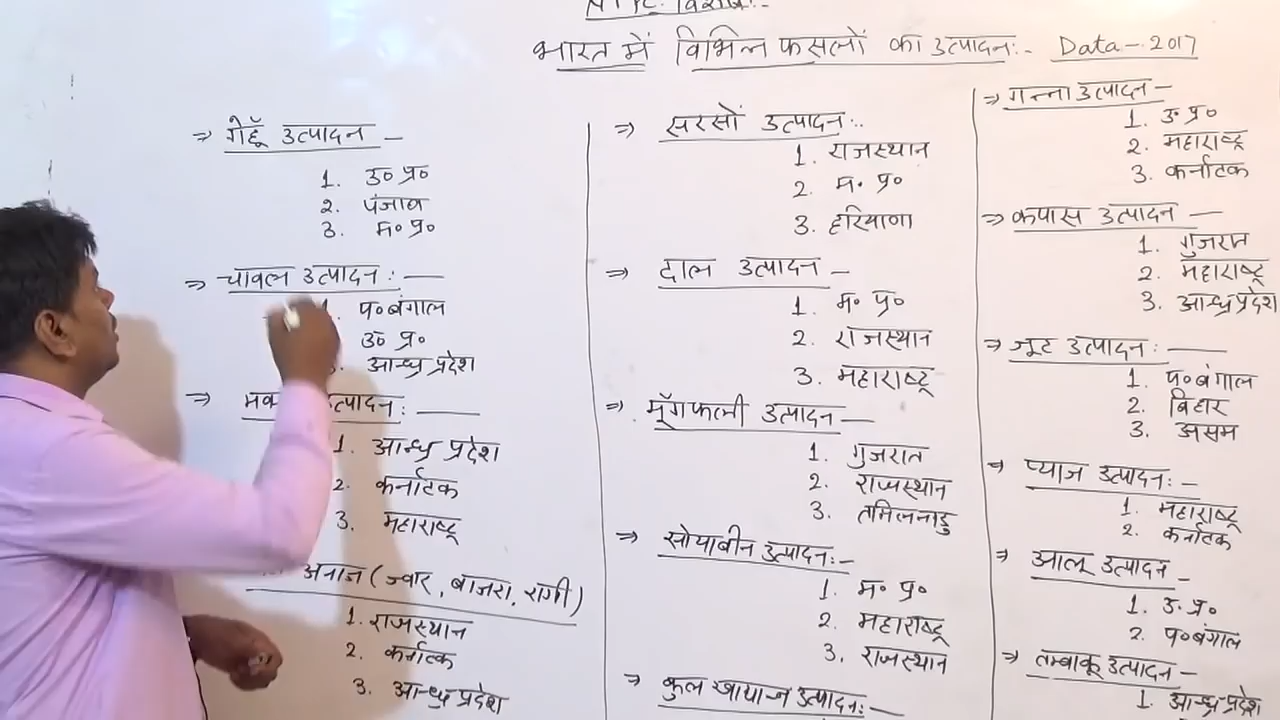 NTPC विशेष:-
भारत में विभिन्न फसलों का उत्पादन:- Data-2017
⇒ गेहूँ उत्पादन —
1. उ० प्र०
2. पंजाब
3. म० प्र०
⇒ चावल उत्पादन: —
1. प० बंगाल
उ० प्र०
3. आन्ध्र प्रदेश
⇒ उत्पादन: —
1. आन्ध्र प्रदेश
2. कर्नाटक
3. महाराष्ट्र
अनाज (ज्वार, बाजरा, रागी)
1. राजस्थान
2. कर्नाटक
3. आन्ध्र प्रदेश
⇒ सरसों उत्पादन:-
1. राजस्थान
2. म० प्र०
3. हरियाणा
⇒ दाल उत्पादन —
1. म० प्र०
2. राजस्थान
3. महाराष्ट्र
⇒ मूँगफली उत्पादन —
1. गुजरात
2. राजस्थान
3. तमिलनाडु
⇒ सोयाबीन उत्पादन:-
1. म० प्र०
2. महाराष्ट्र
3. राजस्थान
⇒ कुल खाद्यान्न उत्पादन: —
⇒ गन्ना उत्पादन —
1. उ० प्र०
2. महाराष्ट्र
3. कर्नाटक
⇒ कपास उत्पादन —
1. गुजरात
2. महाराष्ट्र
3. आन्ध्र प्रदेश
⇒ जूट उत्पादन: —
1. प० बंगाल
2. बिहार
3. असम
⇒ प्याज उत्पादन:-
1. महाराष्ट्र
2. कर्नाटक
⇒ आलू उत्पादन —
1. उ० प्र०
2. प० बंगाल
⇒ तम्बाकू उत्पादन —
1. आन्ध्र प्रदेश